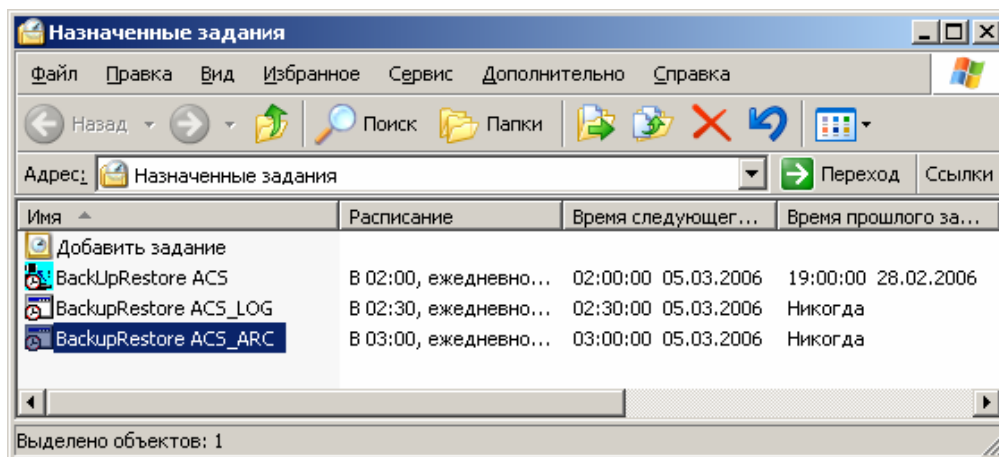 Назначенные задания
Файл Правка Вид Избранное Сервис Дополнительно Справка
Назад Поиск Папки
Адрес: Назначенные задания Переход Ссылки
Имя Расписание Время следующег... Время прошлого за...
Добавить задание
BackUpRestore ACS В 02:00, ежедневно... 02:00:00 05.03.2006 19:00:00 28.02.2006
BackupRestore ACS_LOG В 02:30, ежедневно... 02:30:00 05.03.2006 Никогда
BackupRestore ACS_ARC В 03:00, ежедневно... 03:00:00 05.03.2006 Никогда
Выделено объектов: 1